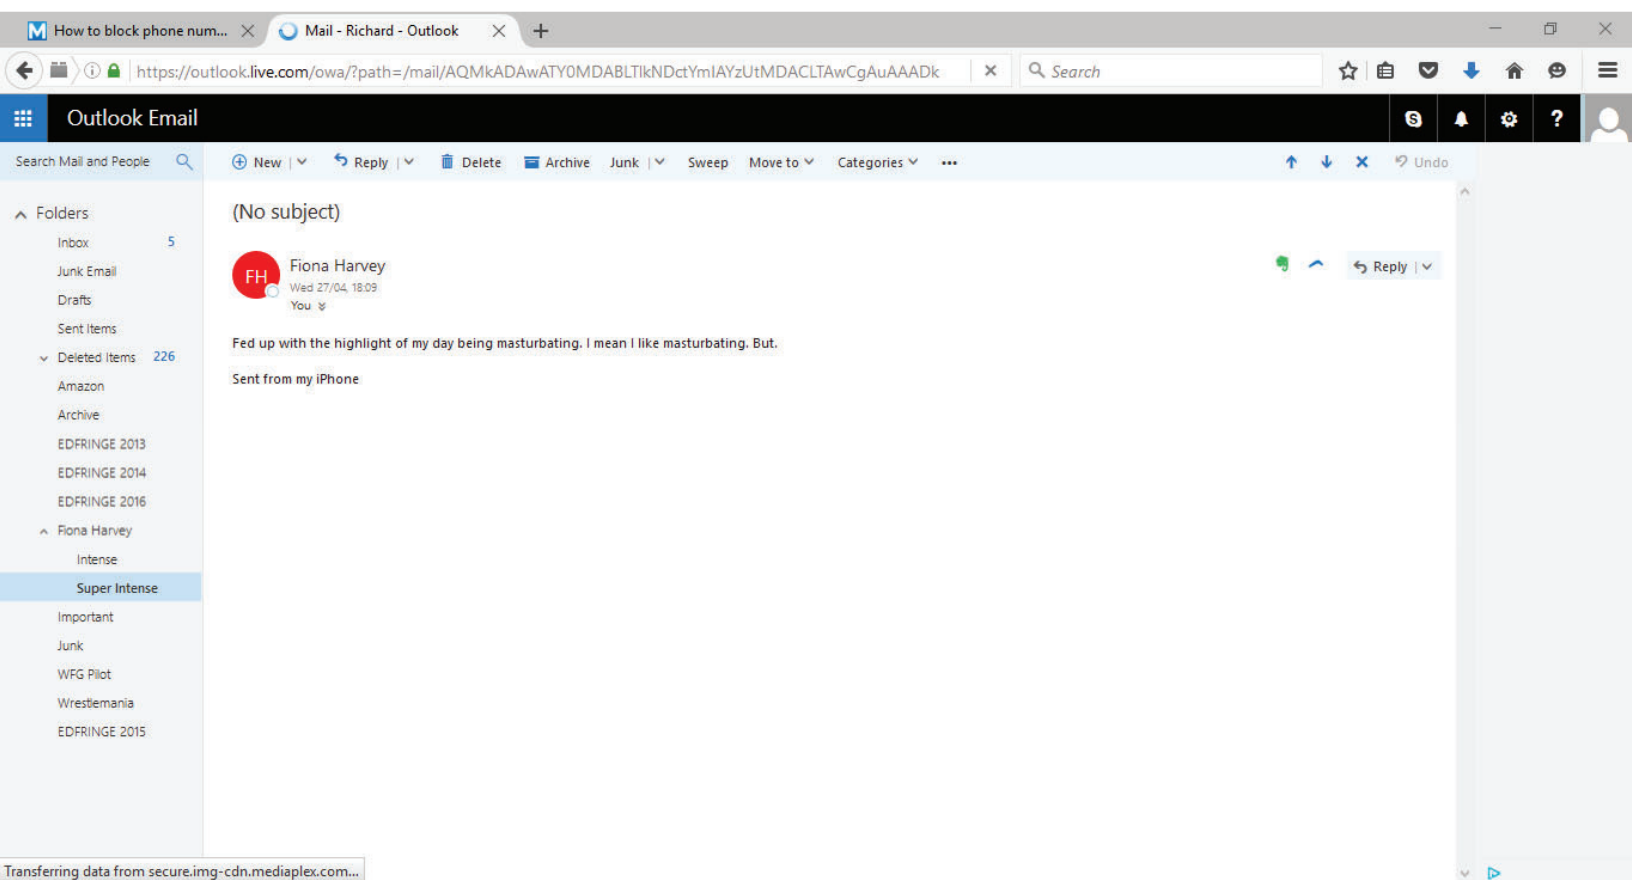 How to block phone num...
Mail - Richard - Outlook
https://outlook.live.com/owa/?path=/mail/AQMkADAwATY0MDABLTlkNDctYmIAYzUtMDACLTAwCgAuAAADk
Search
Outlook Email
Search Mail and People
New
Reply
Delete
Archive
Junk
Sweep
Move to
Categories
Undo
Folders
Inbox 5
Junk Email
Drafts
Sent Items
Deleted Items 226
Amazon
Archive
EDFRINGE 2013
EDFRINGE 2014
EDFRINGE 2016
Fiona Harvey
Intense
Super Intense
Important
Junk
WFG Pilot
Wrestlemania
EDFRINGE 2015
(No subject)
FH
Fiona Harvey
Wed 27/04, 18:09
You
Reply
Fed up with the highlight of my day being masturbating. I mean I like masturbating. But.
Sent from my iPhone
Transferring data from secure.img-cdn.mediaplex.com...